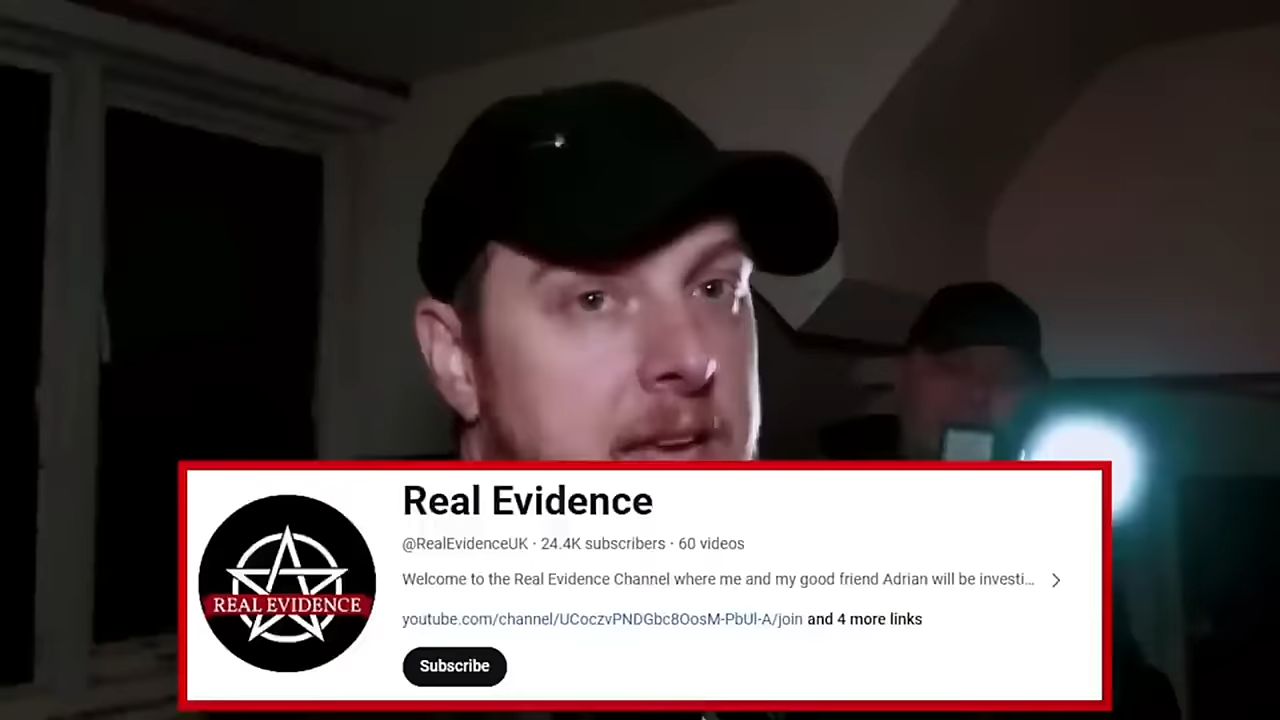 Real Evidence
@RealEvidenceUK · 24.4K subscribers · 60 videos
Welcome to the Real Evidence Channel where me and my good friend Adrian will be investi...
REAL EVIDENCE
youtube.com/channel/UCoczvPNDGbc8OosM-PbUl-A/join and 4 more links
Subscribe